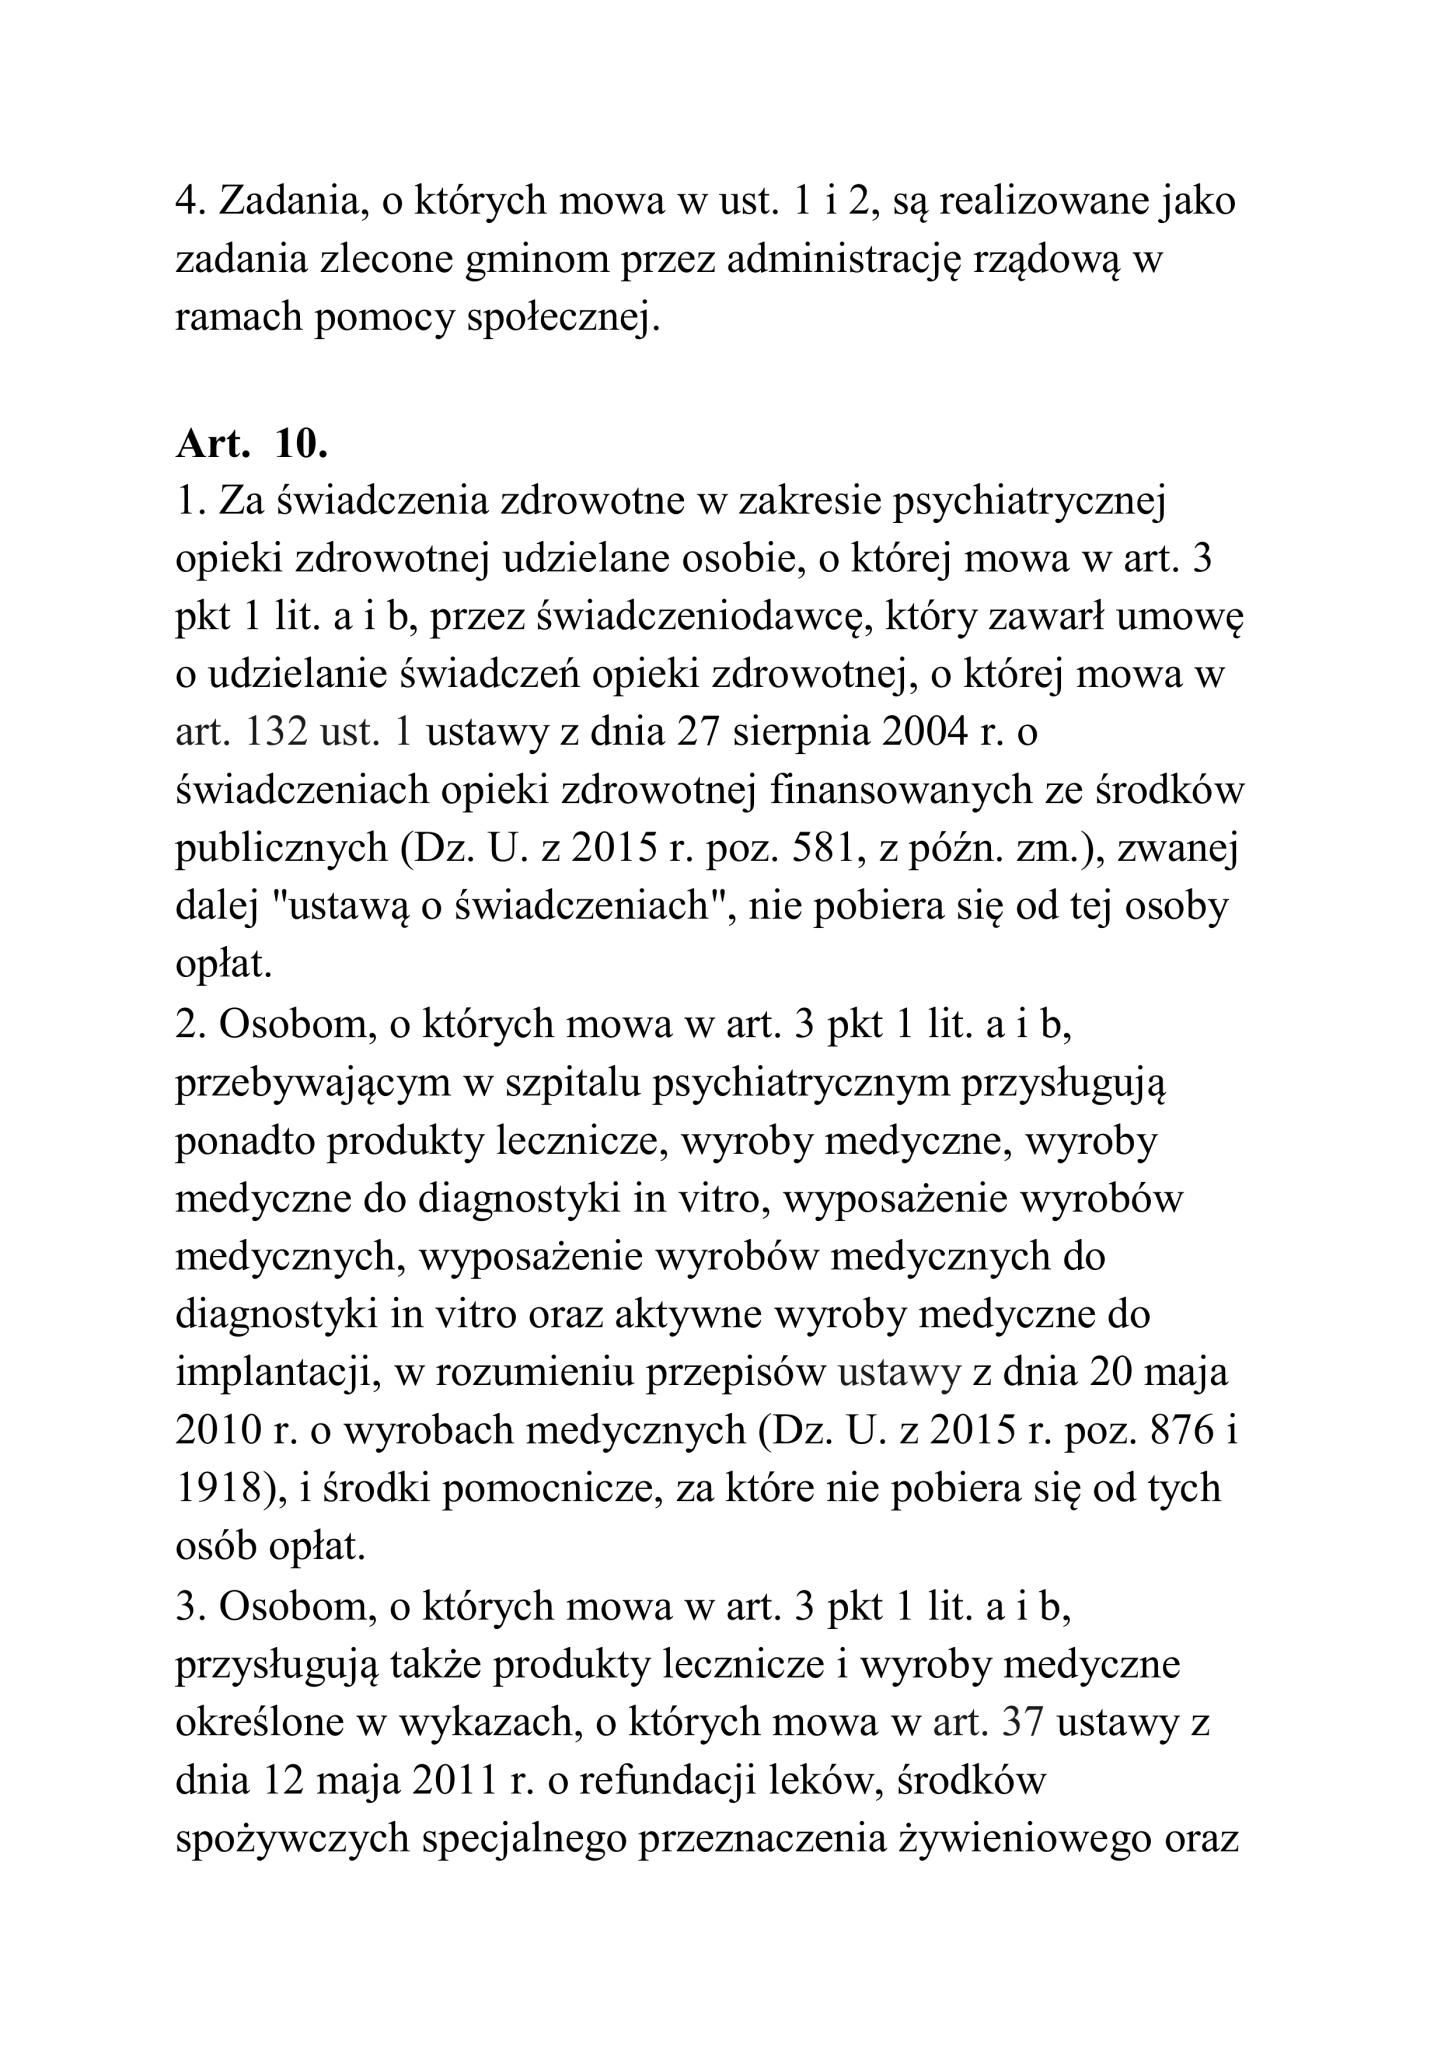 4. Zadania, o których mowa w ust. 1 i 2, są realizowane jako
zadania zlecone gminom przez administrację rządową w
ramach pomocy społecznej.
Art. 10.
1. Za świadczenia zdrowotne w zakresie psychiatrycznej
opieki zdrowotnej udzielane osobie, o której mowa w art. 3
pkt 1 lit. a i b, przez świadczeniodawcę, który zawarł umowę
o udzielanie świadczeń opieki zdrowotnej, o której mowa w
art. 132 ust. 1 ustawy z dnia 27 sierpnia 2004 r. o
świadczeniach opieki zdrowotnej finansowanych ze środków
publicznych (Dz. U. z 2015 r. poz. 581, z późn. zm.), zwanej
dalej "ustawą o świadczeniach", nie pobiera się od tej osoby
opłat.
2. Osobom, o których mowa w art. 3 pkt 1 lit. a i b,
przebywającym w szpitalu psychiatrycznym przysługują
ponadto produkty lecznicze, wyroby medyczne, wyroby
medyczne do diagnostyki in vitro, wyposażenie wyrobów
medycznych, wyposażenie wyrobów medycznych do
diagnostyki in vitro oraz aktywne wyroby medyczne do
implantacji, w rozumieniu przepisów ustawy z dnia 20 maja
2010 r. o wyrobach medycznych (Dz. U. z 2015 r. poz. 876 i
1918), i środki pomocnicze, za które nie pobiera się od tych
osób opłat.
3. Osobom, o których mowa w art. 3 pkt 1 lit. a i b,
przysługują także produkty lecznicze i wyroby medyczne
określone w wykazach, o których mowa w art. 37 ustawy z
dnia 12 maja 2011 r. o refundacji leków, środków
spożywczych specjalnego przeznaczenia żywieniowego oraz